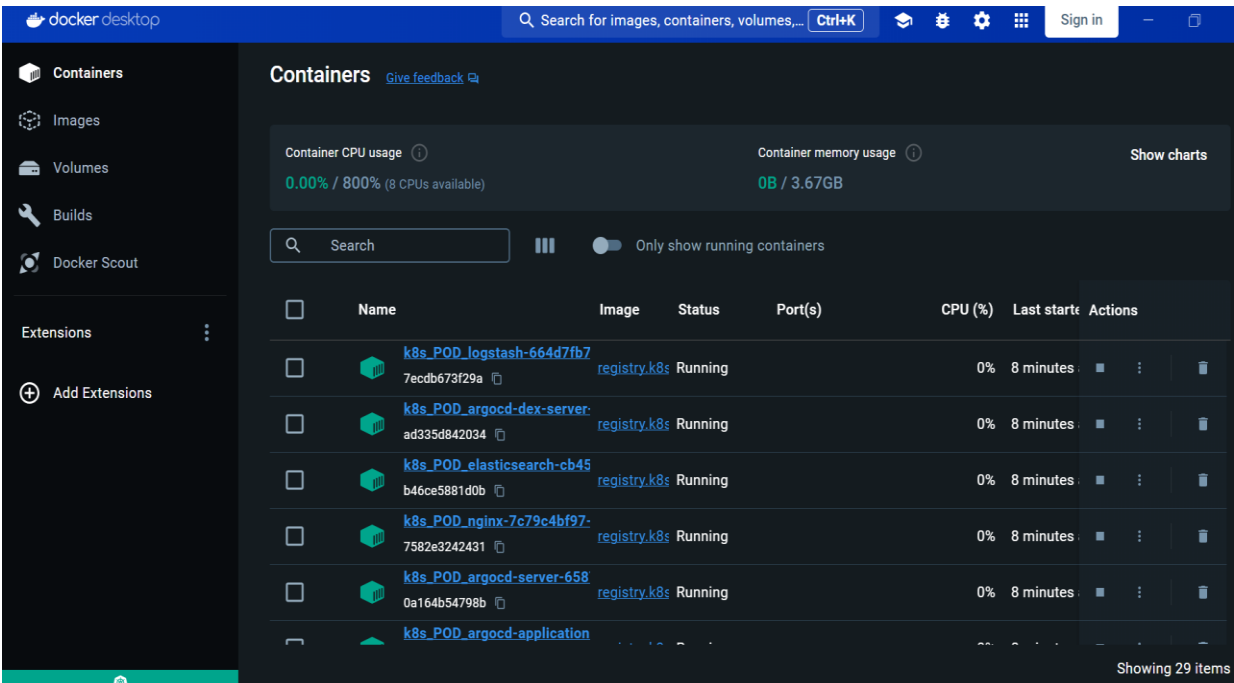 docker desktop
Search for images, containers, volumes,... Ctrl+K
Sign in
Containers
Images
Volumes
Builds
Docker Scout
Extensions
Add Extensions
Containers Give feedback
Container CPU usage
0.00% / 800% (8 CPUs available)
Container memory usage
0B / 3.67GB
Show charts
Search
Only show running containers
Name Image Status Port(s) CPU (%) Last starte Actions
k8s_POD_logstash-664d7fb7
7ecdb673f29a
registry.k8s Running 0% 8 minutes
k8s_POD_argocd-dex-server-
ad335d842034
registry.k8s Running 0% 8 minutes
k8s_POD_elasticsearch-cb45
b46ce5881d0b
registry.k8s Running 0% 8 minutes
k8s_POD_nginx-7c79c4bf97-
7582e3242431
registry.k8s Running 0% 8 minutes
k8s_POD_argocd-server-658
0a164b54798b
registry.k8s Running 0% 8 minutes
k8s_POD_argocd-application
Showing 29 items